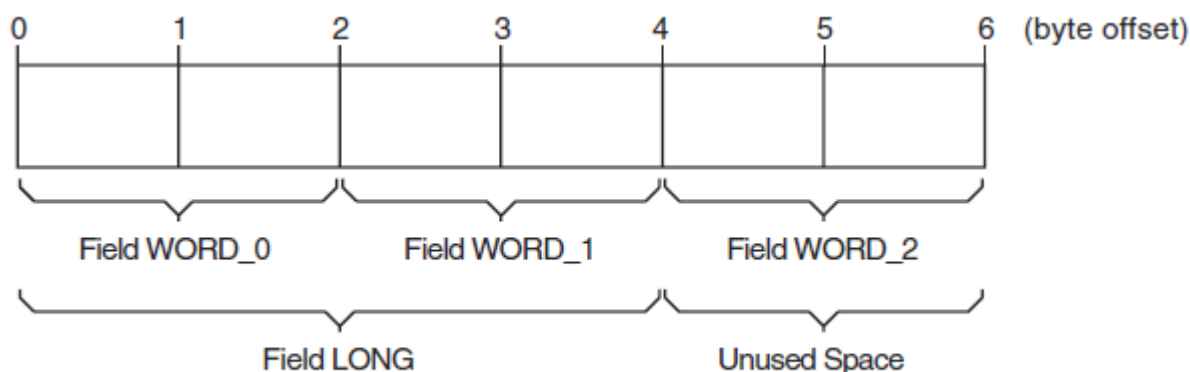 0 1 2 3 4 5 6 (byte offset)
Field WORD_0 Field WORD_1 Field WORD_2
Field LONG Unused Space